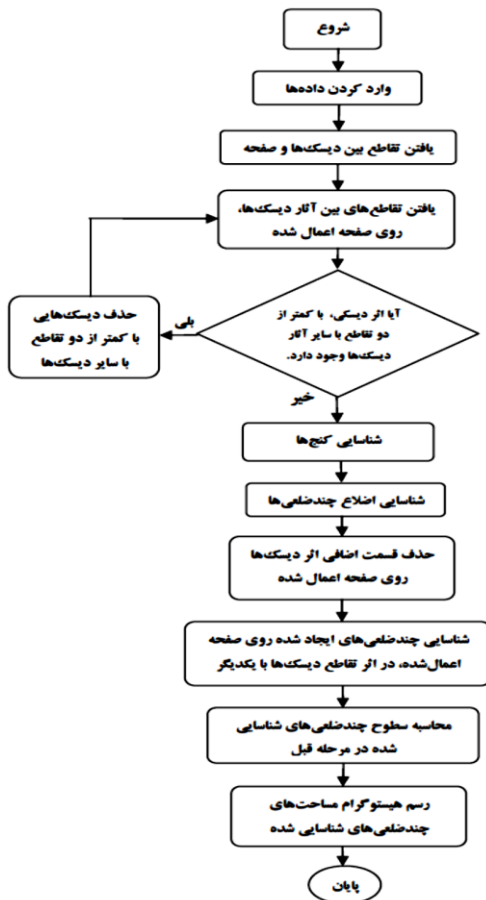 شروع
وارد کردن داده‌ها
یافتن تقاطع بین دیسک‌ها و صفحه
یافتن تقاطع‌های بین آثار دیسک‌ها،
روی صفحه اعمال شده
آیا اثر دیسکی، با کمتر از
دو تقاطع با سایر آثار
دیسک‌ها وجود دارد.
بلی
حذف دیسک‌هایی
با کمتر از دو تقاطع
با سایر دیسک‌ها
خیر
شناسایی کنج‌ها
شناسایی اضلاع چندضلعی‌ها
حذف قسمت اضافی اثر دیسک‌ها
روی صفحه اعمال شده
شناسایی چندضلعی‌های ایجاد شده روی صفحه
اعمال‌شده، در اثر تقاطع دیسک‌ها با یکدیگر
محاسبه سطوح چندضلعی‌های شناسایی
شده در مرحله قبل
رسم هیستوگرام مساحت‌های
چندضلعی‌های شناسایی شده
پایان